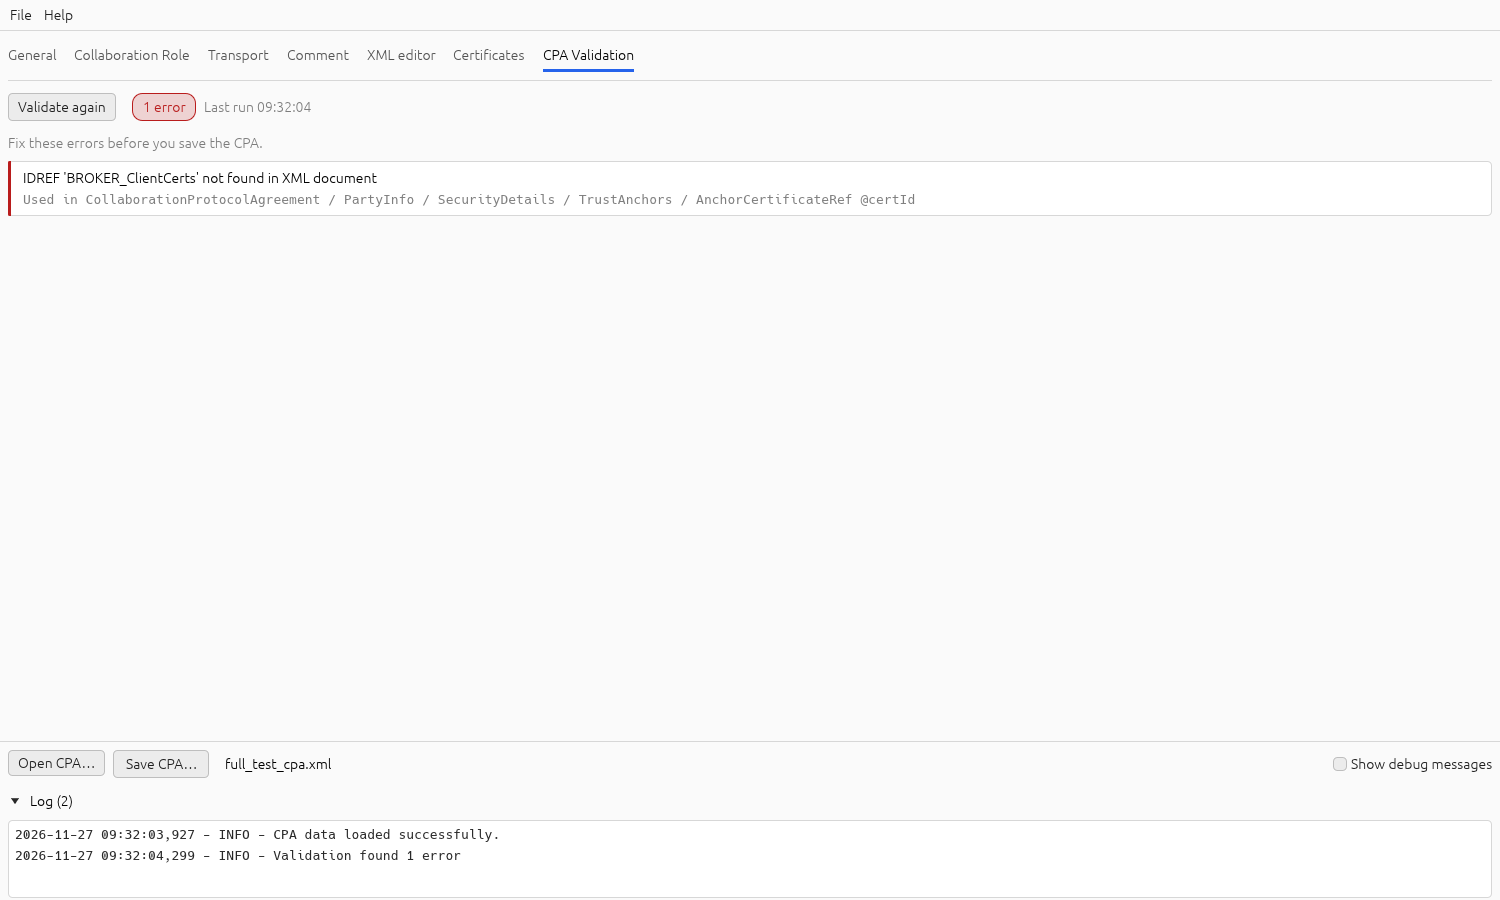 File Help
General Collaboration Role Transport Comment XML editor Certificates CPA Validation
Validate again 1 error Last run 09:32:04
Fix these errors before you save the CPA.
IDREF 'BROKER_ClientCerts' not found in XML document
Used in CollaborationProtocolAgreement / PartyInfo / SecurityDetails / TrustAnchors / AnchorCertificateRef @certId
Open CPA... Save CPA... full_test_cpa.xml Show debug messages
Log (2)
2026-11-27 09:32:03,927 - INFO - CPA data loaded successfully.
2026-11-27 09:32:04,299 - INFO - Validation found 1 error